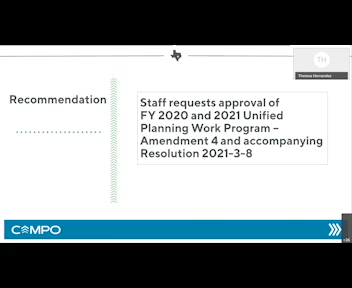 TH
Theresa Hernandez
Recommendation
Staff requests approval of
FY 2020 and 2021 Unified
Planning Work Program –
Amendment 4 and accompanying
Resolution 2021-3-8
CAMPO